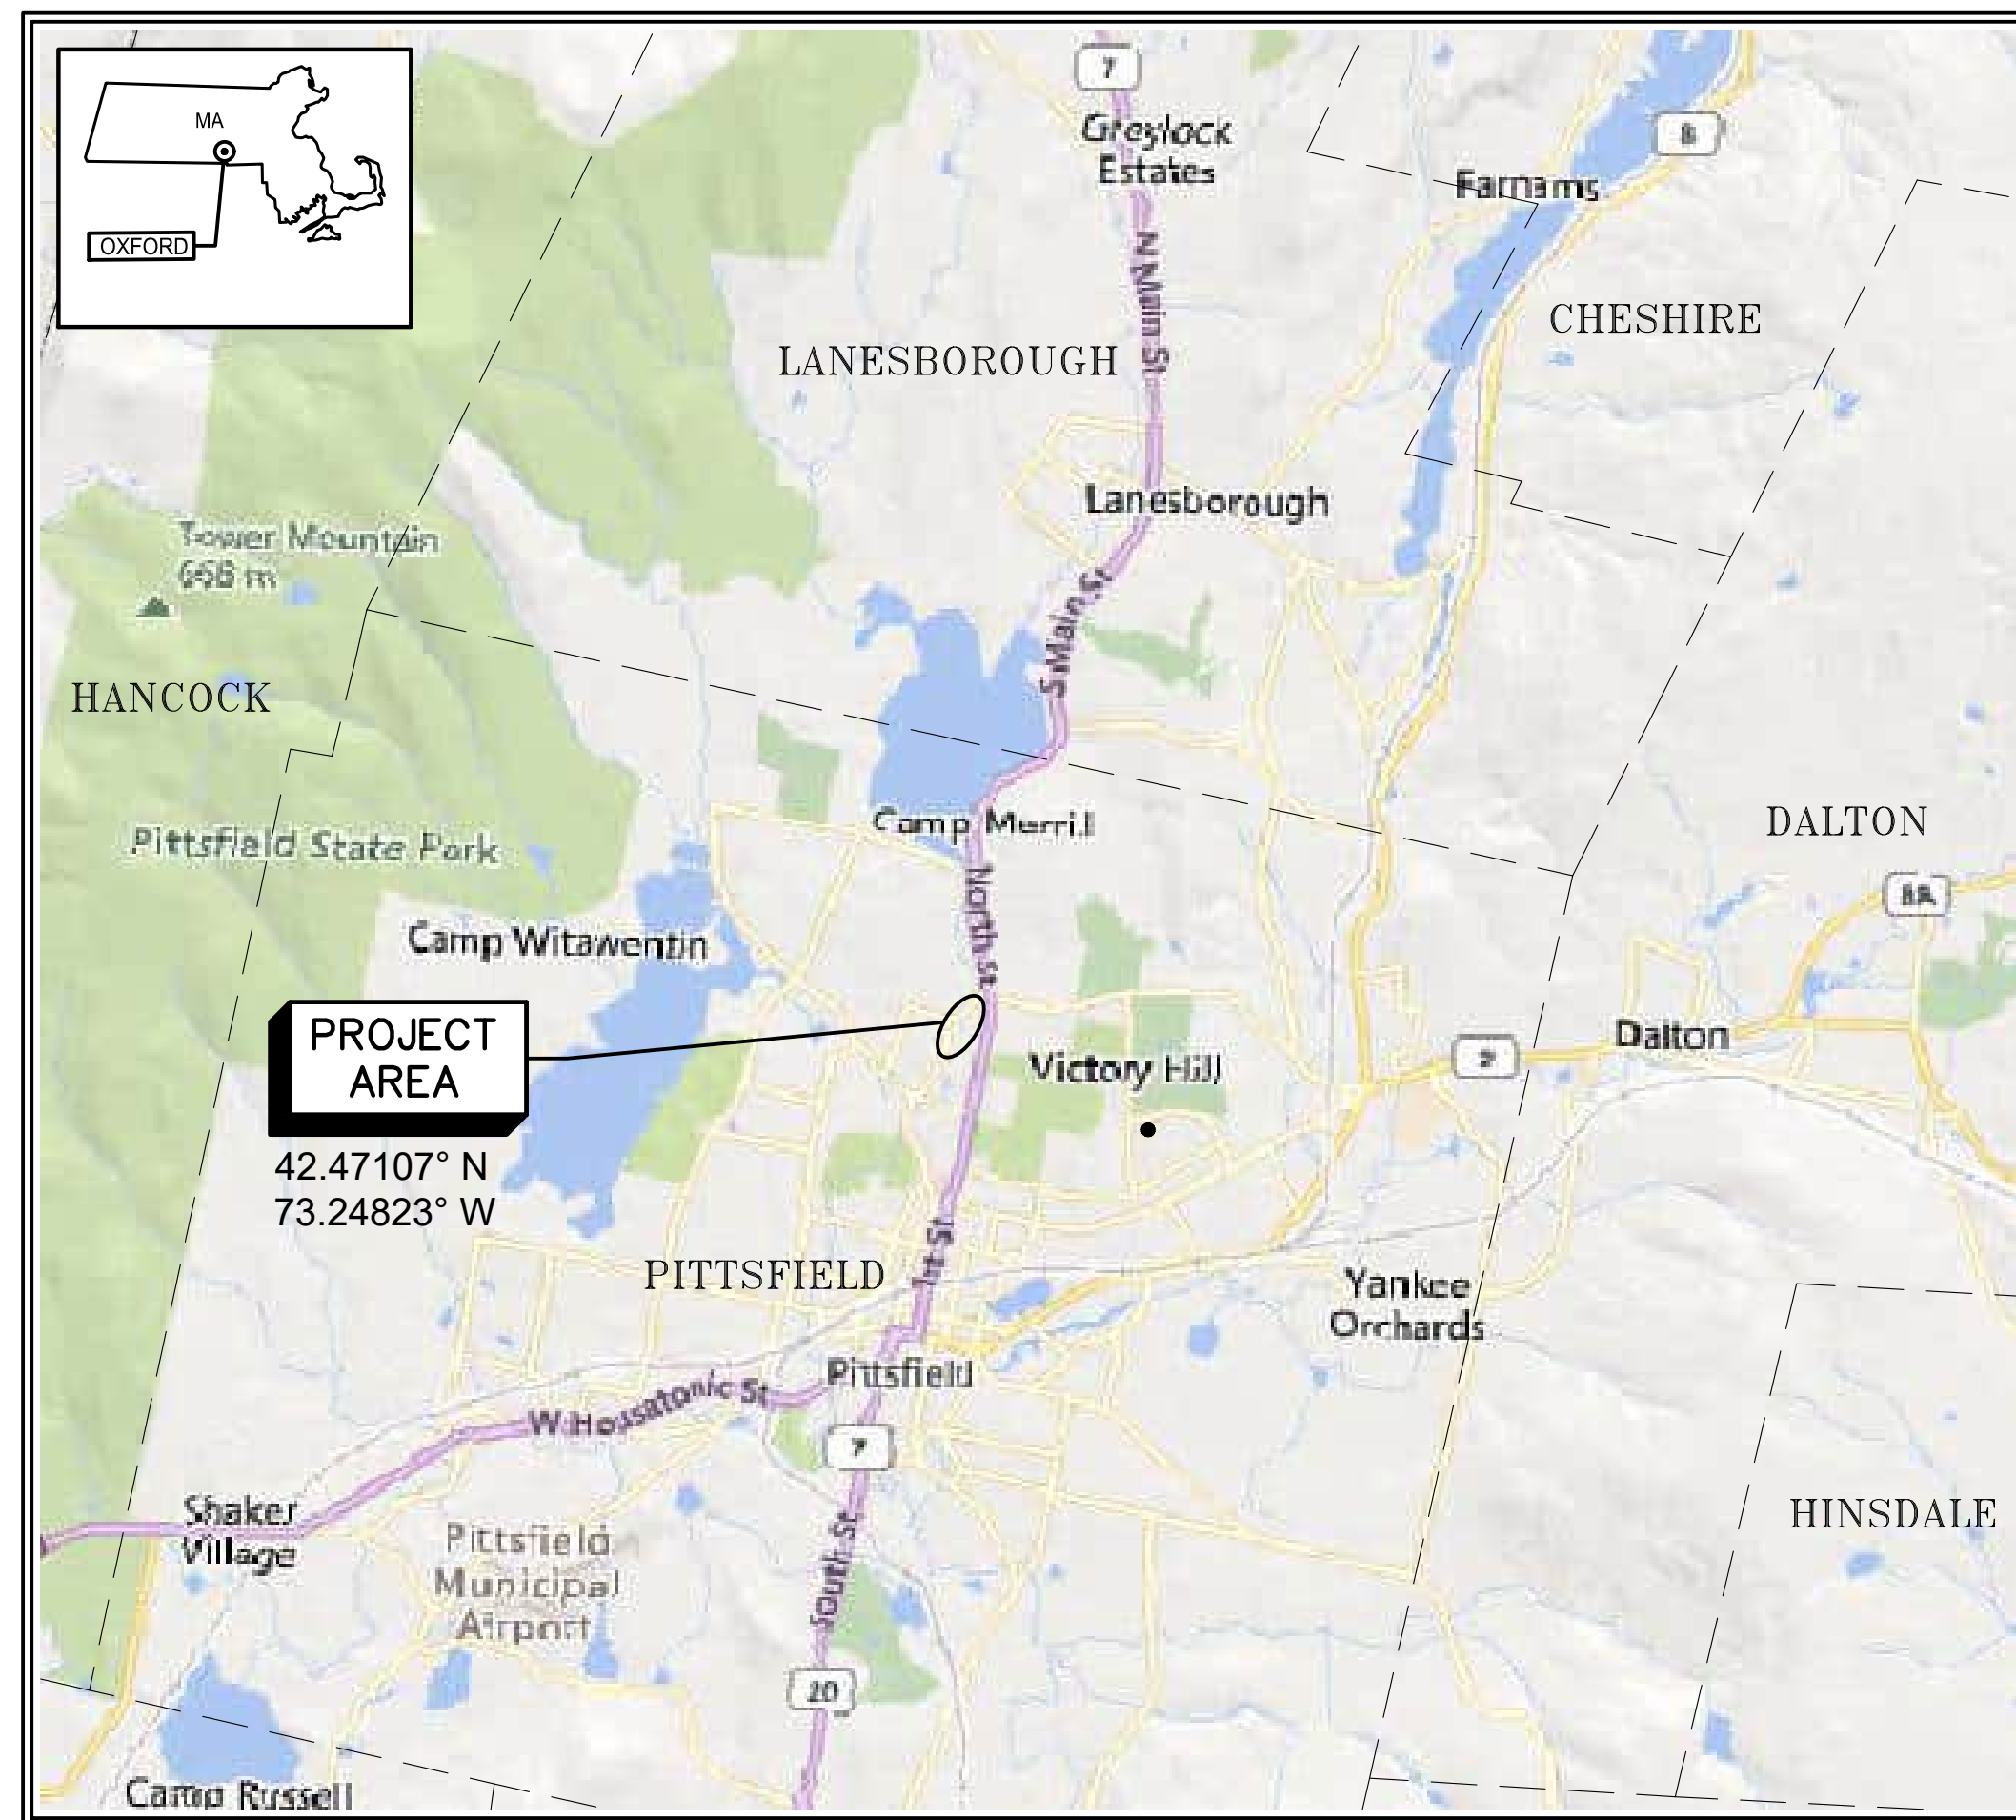 MA
OXFORD
7
Greylock
Estates
8
Farnams
N Main St
CHESHIRE
LANESBOROUGH
Lanesborough
Tower Mountain
658 m
S Main St
HANCOCK
DALTON
Camp Merrill
Pittsfield State Park
8A
North St
Camp Witawentin
PROJECT
AREA
Dalton
Victory Hill
42.47107° N
73.24823° W
1st St
PITTSFIELD
Yankee
Orchards
Pittsfield
W Housatonic St
7
Shaker
Village
HINSDALE
Pittsfield
Municipal
Airport
South St
20
Camp Russell